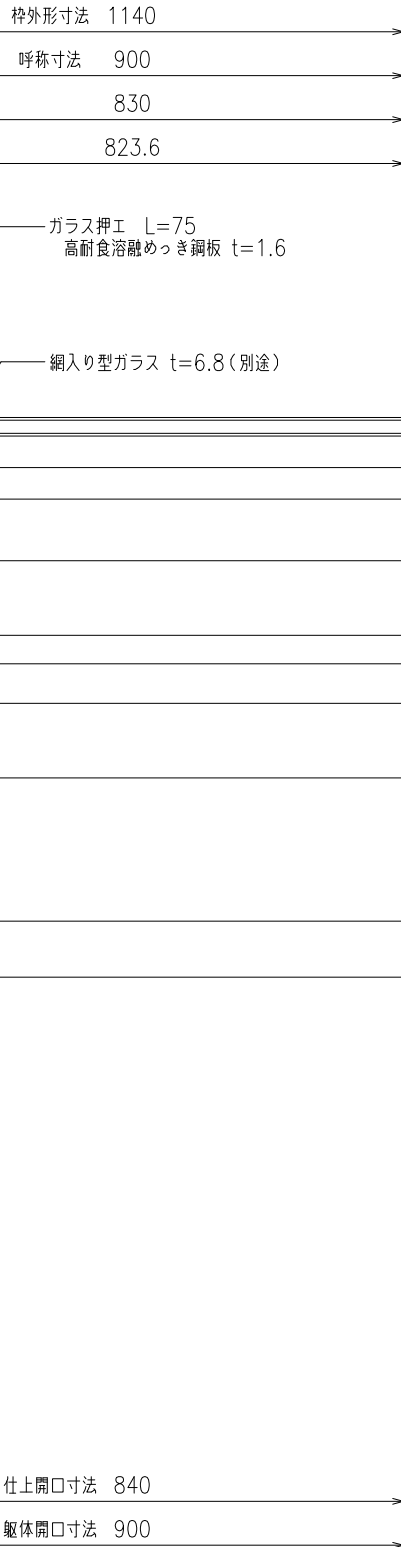 枠外形寸法 1140
呼称寸法 900
830
823.6
ガラス押エ L=75
高耐食溶融めっき鋼板 t=1.6
網入り型ガラス t=6.8(別途)
仕上開口寸法 840
躯体開口寸法 900